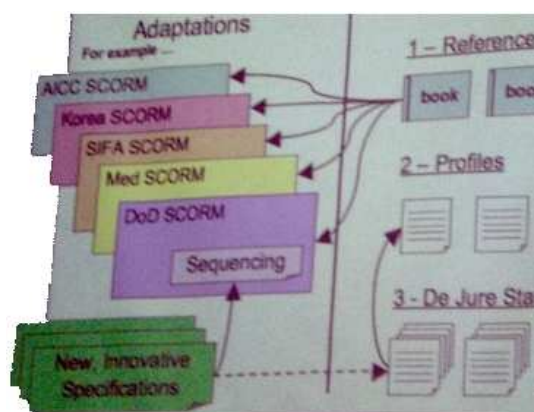 Adaptations
For example ...
AICC SCORM
Korea SCORM
SIFA SCORM
Med SCORM
DoD SCORM
Sequencing
New, Innovative
Specifications
1 – Reference
book
boo
2 – Profiles
3 - De Jure Sta